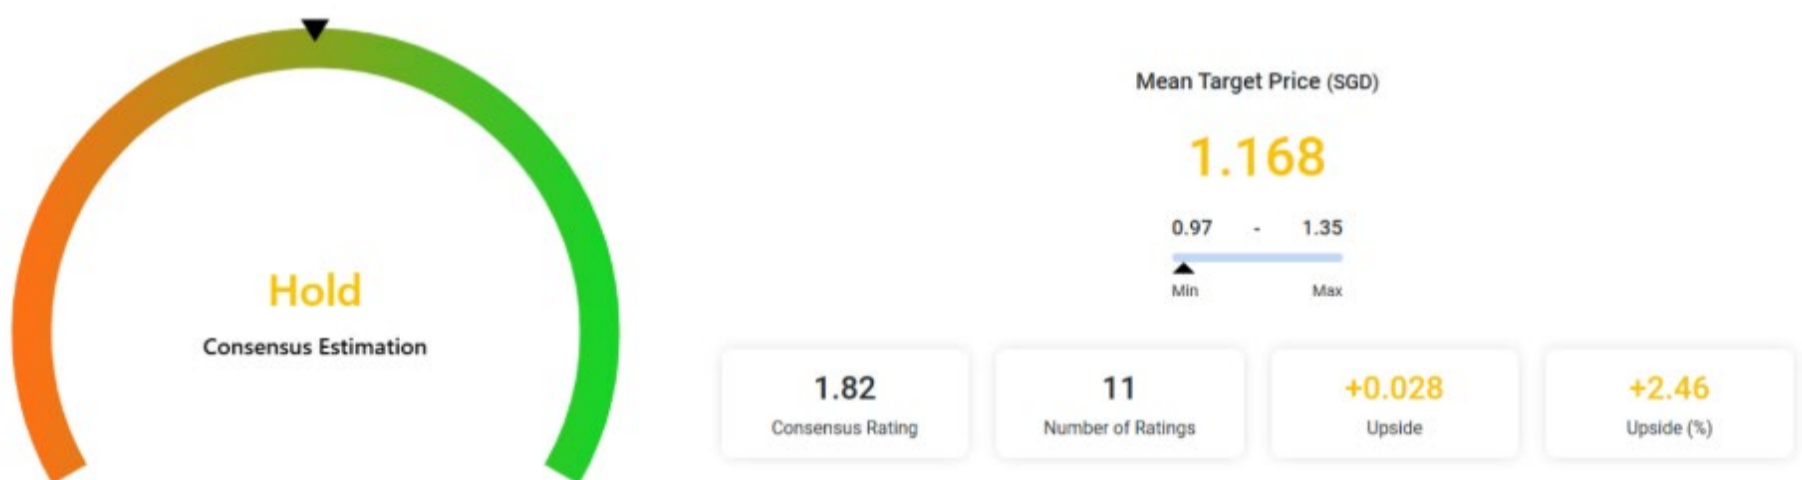 Hold
Consensus Estimation
Mean Target Price (SGD)
1.168
0.97 - 1.35
Min Max
1.82 11 +0.028 +2.46
Consensus Rating Number of Ratings Upside Upside (%)